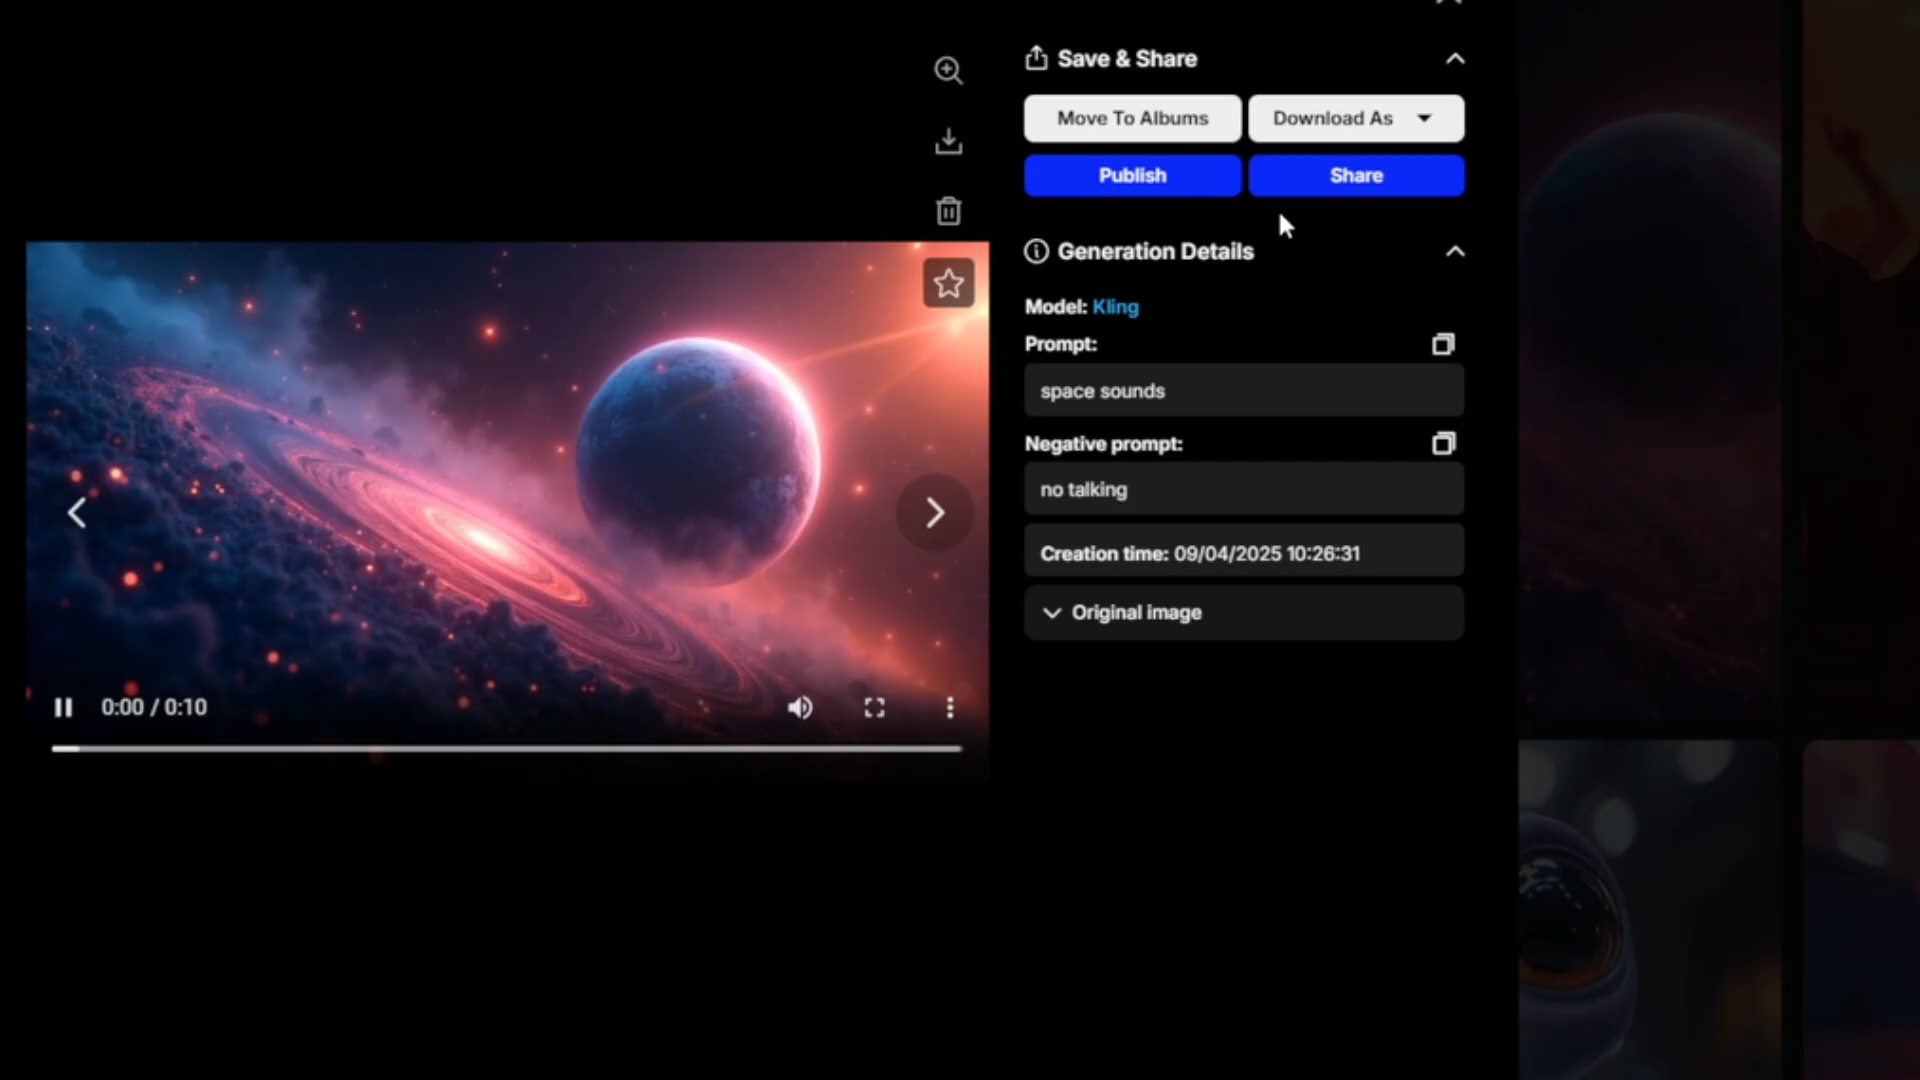 Save & Share
Move To Albums
Download As
Publish
Share
Generation Details
Model: Kling
Prompt:
space sounds
Negative prompt:
no talking
Creation time: 09/04/2025 10:26:31
Original image
0:00 / 0:10